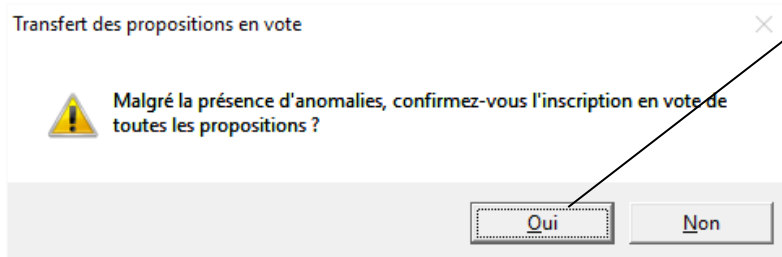 Transfert des propositions en vote
Malgré la présence d'anomalies, confirmez-vous l'inscription en vote de
toutes les propositions ?
Oui
Non